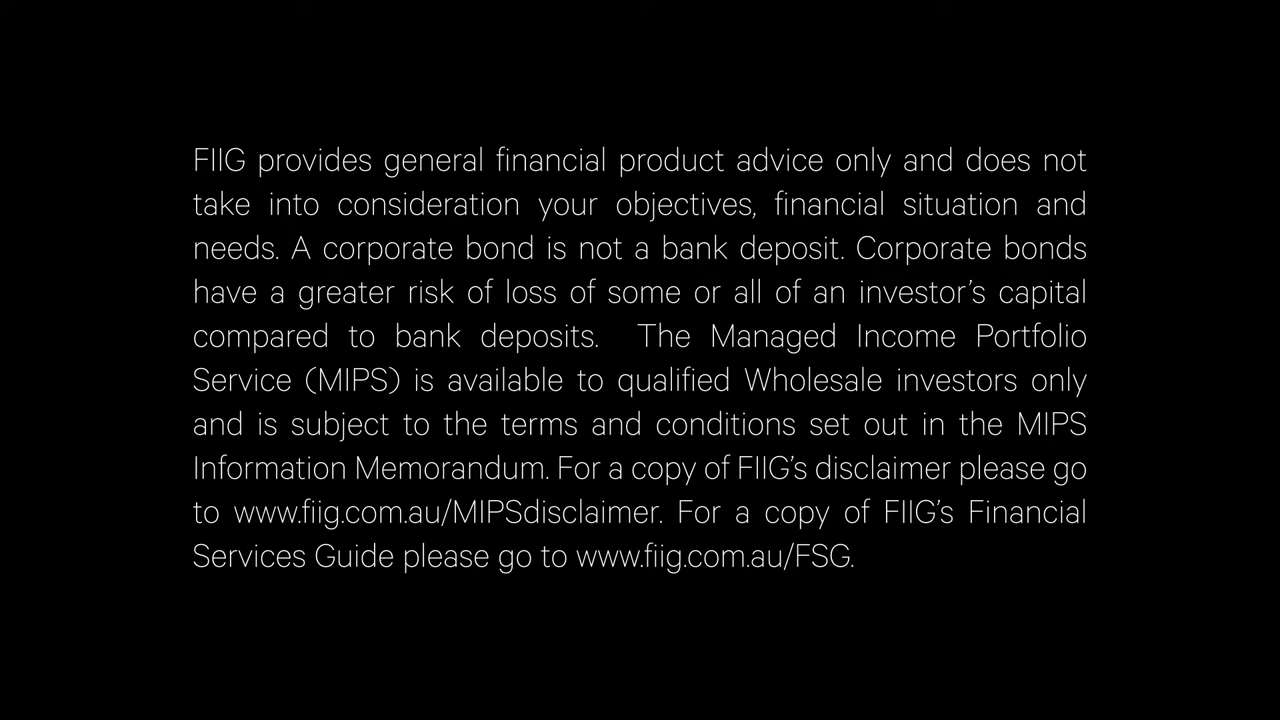 FIIG provides general financial product advice only and does not
take into consideration your objectives, financial situation and
needs. A corporate bond is not a bank deposit. Corporate bonds
have a greater risk of loss of some or all of an investor’s capital
compared to bank deposits.  The Managed Income Portfolio
Service (MIPS) is available to qualified Wholesale investors only
and is subject to the terms and conditions set out in the MIPS
Information Memorandum. For a copy of FIIG’s disclaimer please go
to www.fiig.com.au/MIPSdisclaimer. For a copy of FIIG’s Financial
Services Guide please go to www.fiig.com.au/FSG.